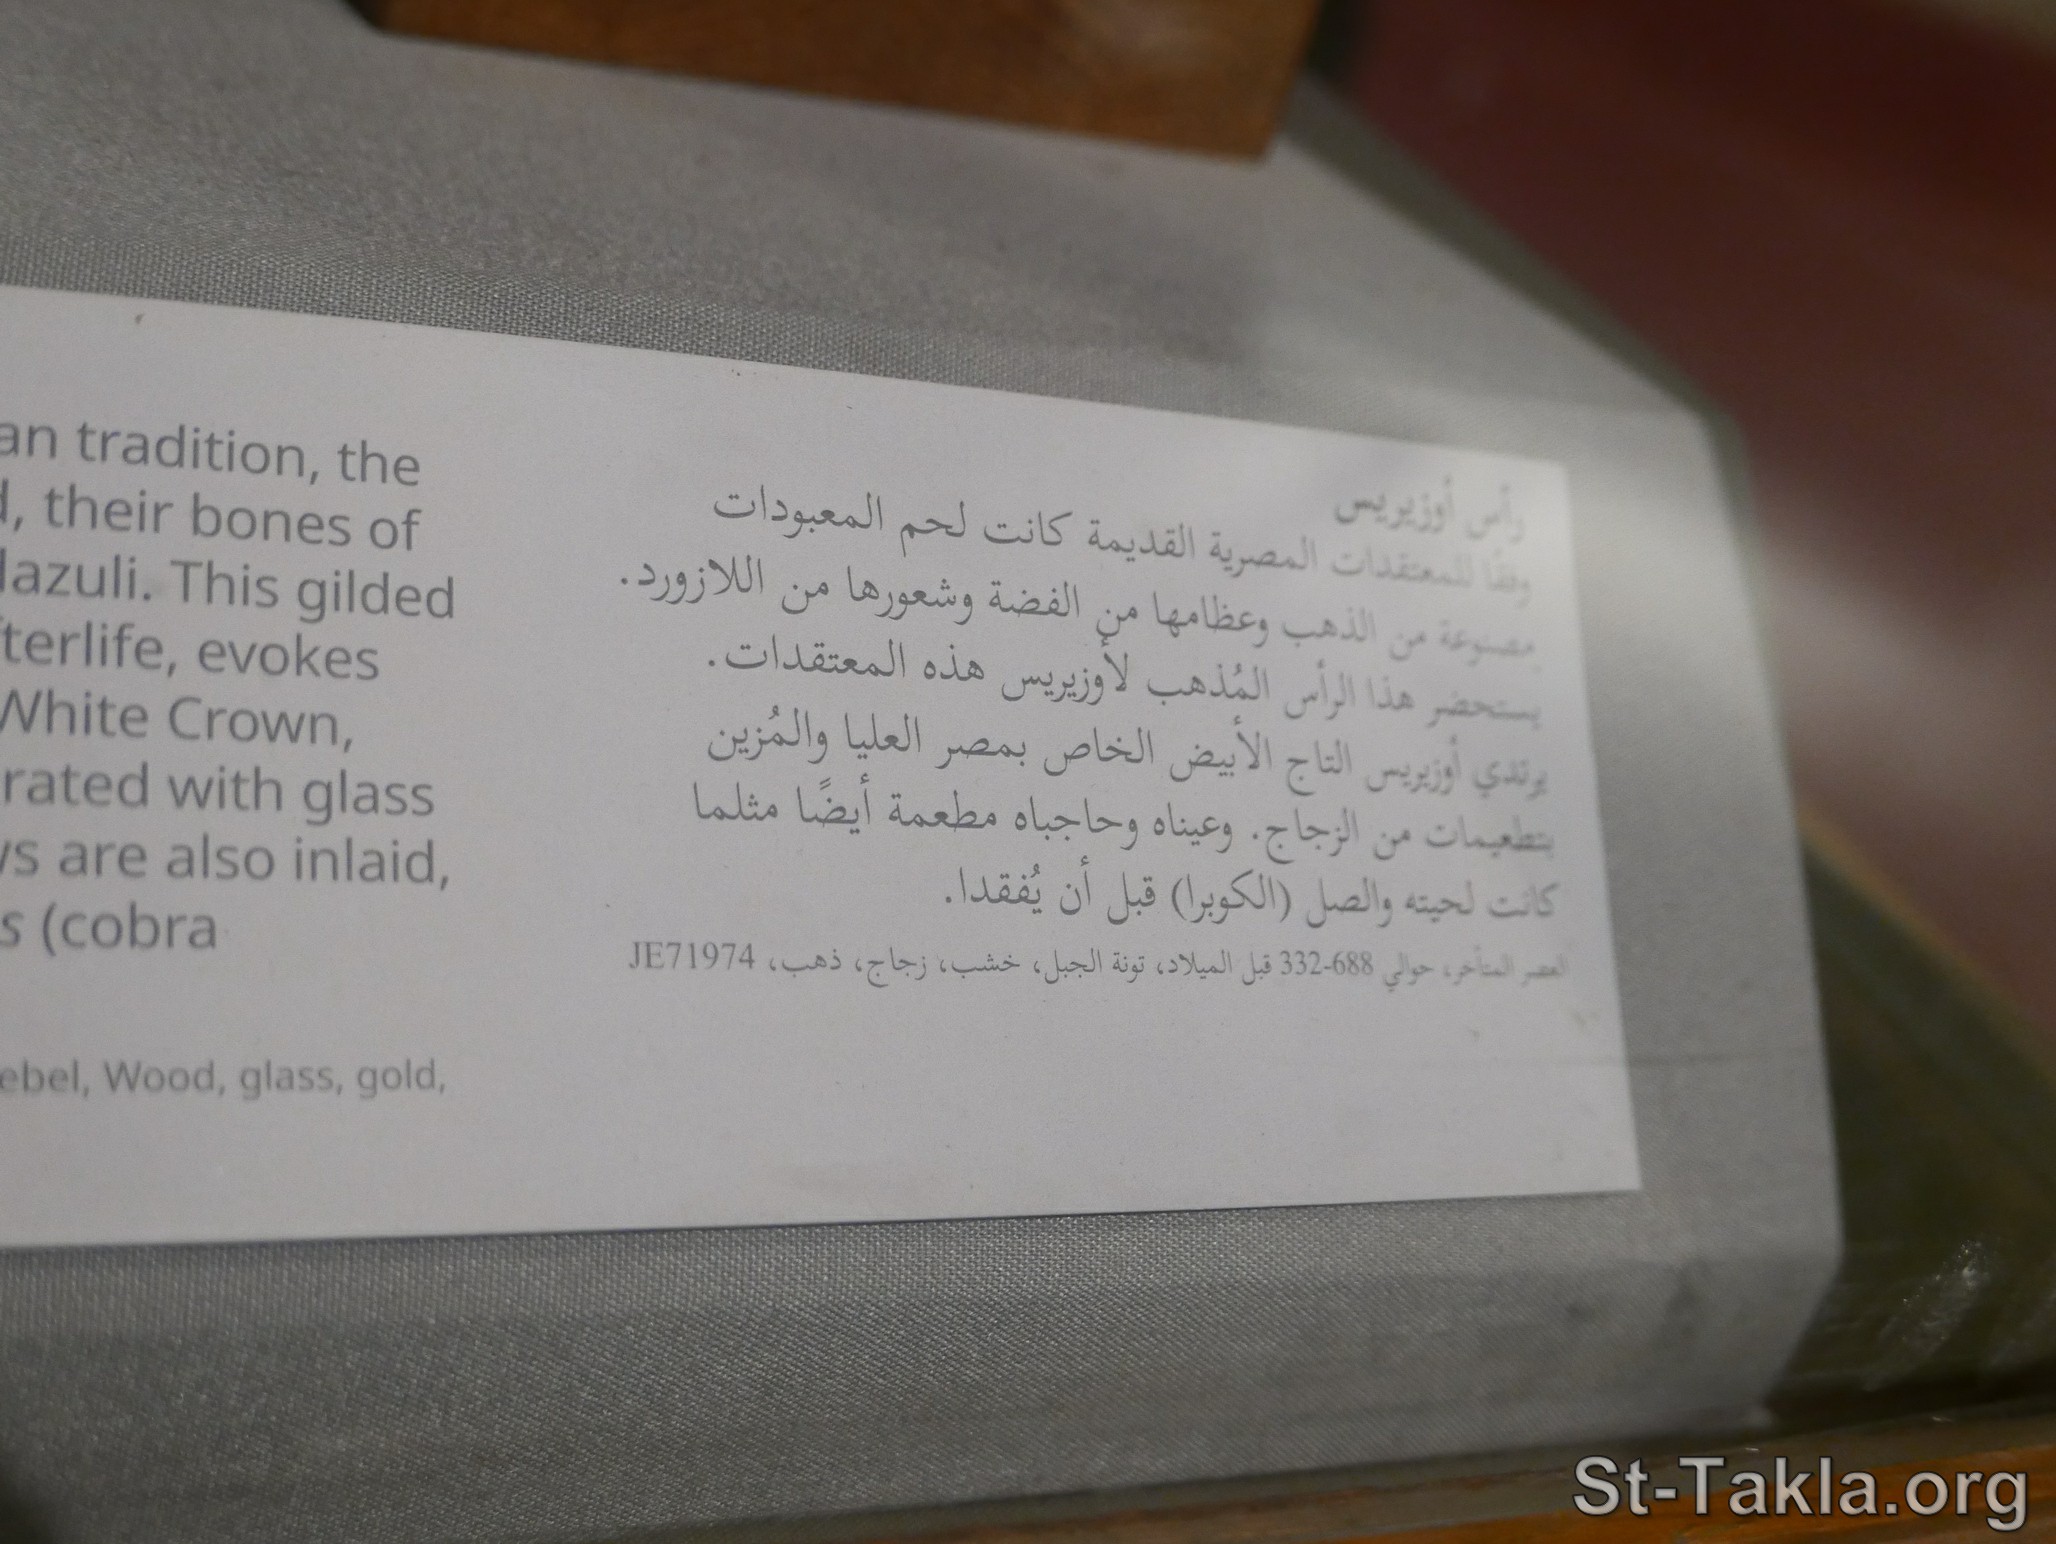 an tradition, the
d, their bones of
lazuli. This gilded
fterlife, evokes
White Crown,
rated with glass
ws are also inlaid,
s (cobra
ebel, Wood, glass, gold,
رأس أوزيريس
وفقًا للمعتقدات المصرية القديمة كانت لحم المعبودات
مصنوعة من الذهب وعظامها من الفضة وشعورها من اللازورد.
يستحضر هذا الرأس المُذهب لأوزيريس هذه المعتقدات.
يرتدي أوزيريس التاج الأبيض الخاص بمصر العليا والمُزين
بتطعيمات من الزجاج. وعيناه وحاجباه مطعمة أيضًا مثلما
كانت لحيته والصل (الكوبرا) قبل أن يُفقدا.
العصر المتأخر، حوالي 688-332 قبل الميلاد، تونة الجبل، خشب، زجاج، ذهب، JE71974
St-Takla.org